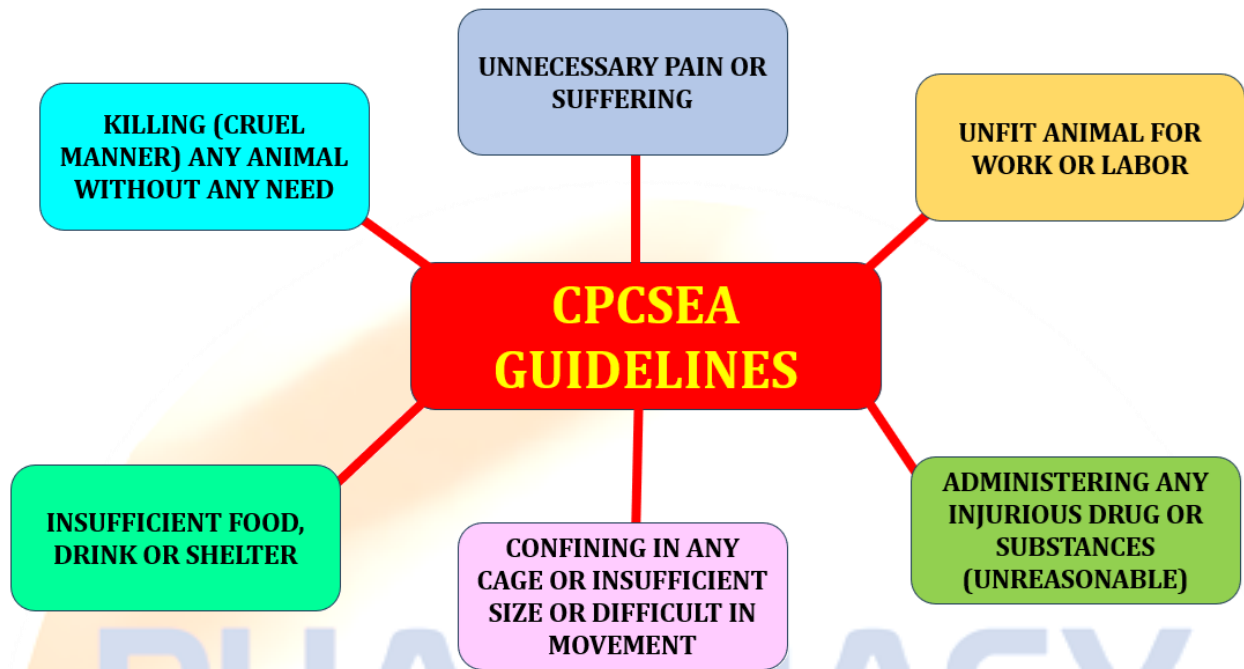 UNNECESSARY PAIN OR
SUFFERING
KILLING (CRUEL
MANNER) ANY ANIMAL
WITHOUT ANY NEED
UNFIT ANIMAL FOR
WORK OR LABOR
CPCSEA
GUIDELINES
INSUFFICIENT FOOD,
DRINK OR SHELTER
CONFINING IN ANY
CAGE OR INSUFFICIENT
SIZE OR DIFFICULT IN
MOVEMENT
ADMINISTERING ANY
INJURIOUS DRUG OR
SUBSTANCES
(UNREASONABLE)